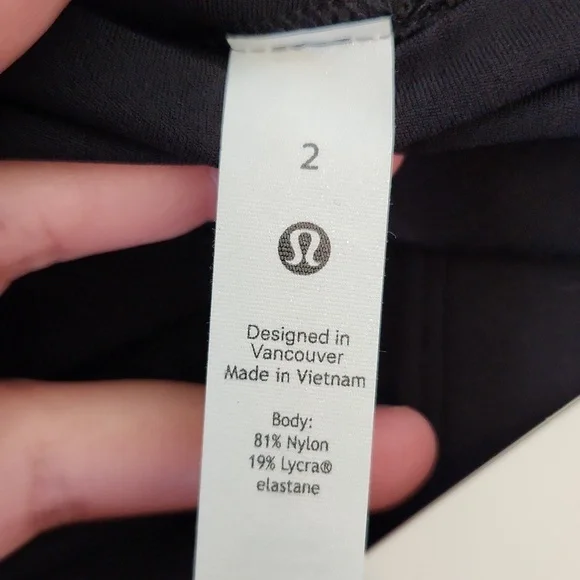 2
Designed in
Vancouver
Made in Vietnam
Body:
81% Nylon
19% Lycra®
elastane